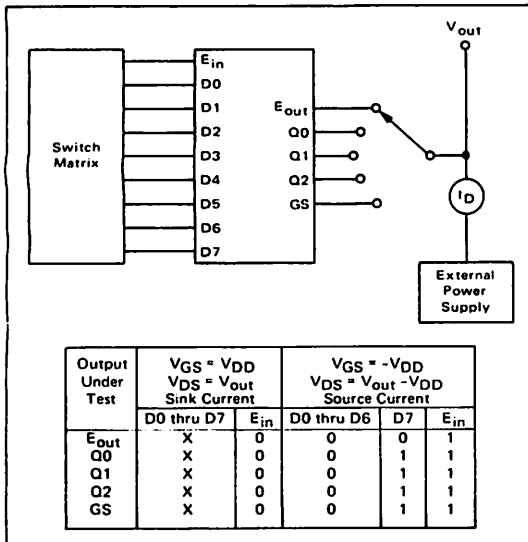 V_out
E_in
D0
D1
D2
D3
D4
D5
D6
D7
Switch
Matrix
E_out
Q0
Q1
Q2
GS
I_D
External
Power
Supply
Output Under Test | V_GS = V_DD V_DS = V_out Sink Current | V_GS = -V_DD V_DS = V_out -V_DD Source Current
D0 thru D7 | E_in | D0 thru D6 | D7 | E_in
E_out X 0 0 0 1
Q0 X 0 0 1 1
Q1 X 0 0 1 1
Q2 X 0 0 1 1
GS X 0 0 1 1